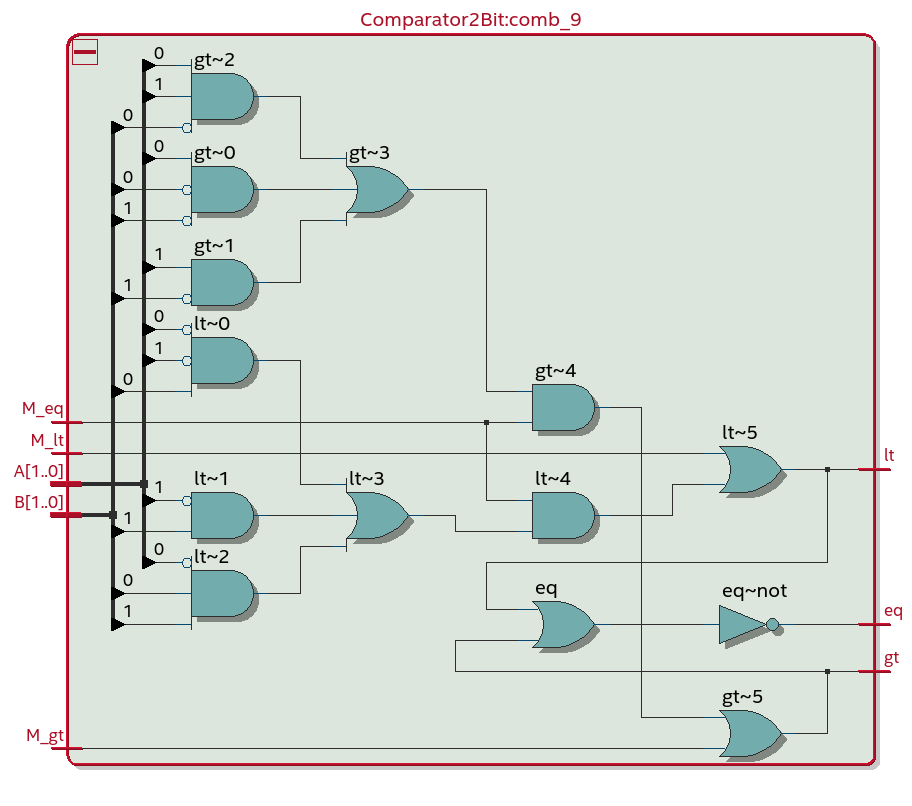 Comparator2Bit:comb_9
0
gt~2
1
0
0
gt~0
gt~3
0
1
1
gt~1
1
0
lt~0
1
0
gt~4
M_eq
M_lt
lt~5
lt
A[1..0]
1
lt~1
lt~3
lt~4
B[1..0]
1
0
lt~2
0
eq
eq~not
1
eq
gt
gt~5
M_gt